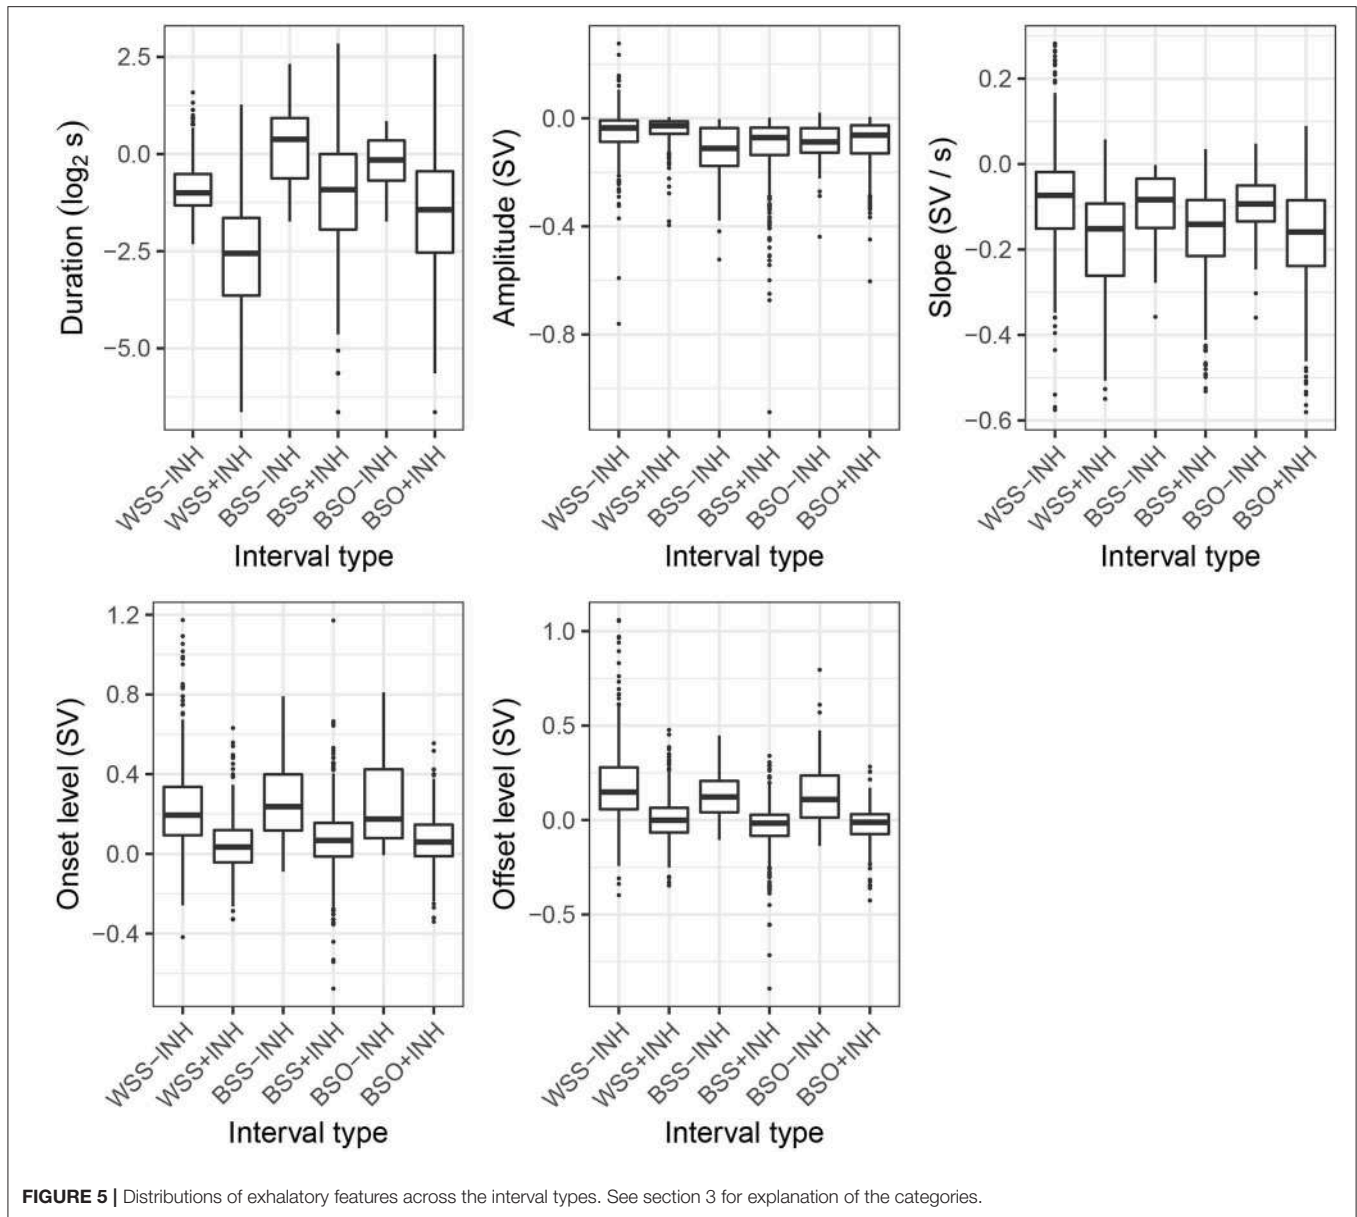 Duration (log₂ s)
2.5
0.0
−2.5
−5.0
WSS−INH
WSS+INH
BSS−INH
BSS+INH
BSO−INH
BSO+INH
Interval type
Amplitude (SV)
0.0
−0.4
−0.8
WSS−INH
WSS+INH
BSS−INH
BSS+INH
BSO−INH
BSO+INH
Interval type
Slope (SV / s)
0.2
0.0
−0.2
−0.4
−0.6
WSS−INH
WSS+INH
BSS−INH
BSS+INH
BSO−INH
BSO+INH
Interval type
Onset level (SV)
1.2
0.8
0.4
0.0
−0.4
WSS−INH
WSS+INH
BSS−INH
BSS+INH
BSO−INH
BSO+INH
Interval type
Offset level (SV)
1.0
0.5
0.0
−0.5
WSS−INH
WSS+INH
BSS−INH
BSS+INH
BSO−INH
BSO+INH
Interval type
FIGURE 5 | Distributions of exhalatory features across the interval types. See section 3 for explanation of the categories.